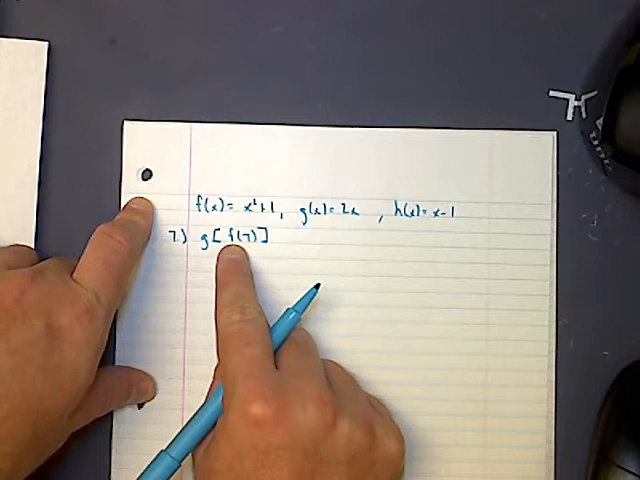 f(x) = x²+1, g(x) = 2x , h(x) = x-1
7.) g[f(7)]